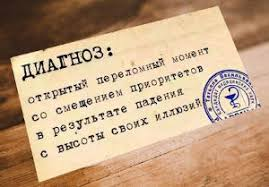 ДИАГНОЗ:
открытый переломный момент
со смещением приоритетов
в результате падения
с высоты своих иллюзий